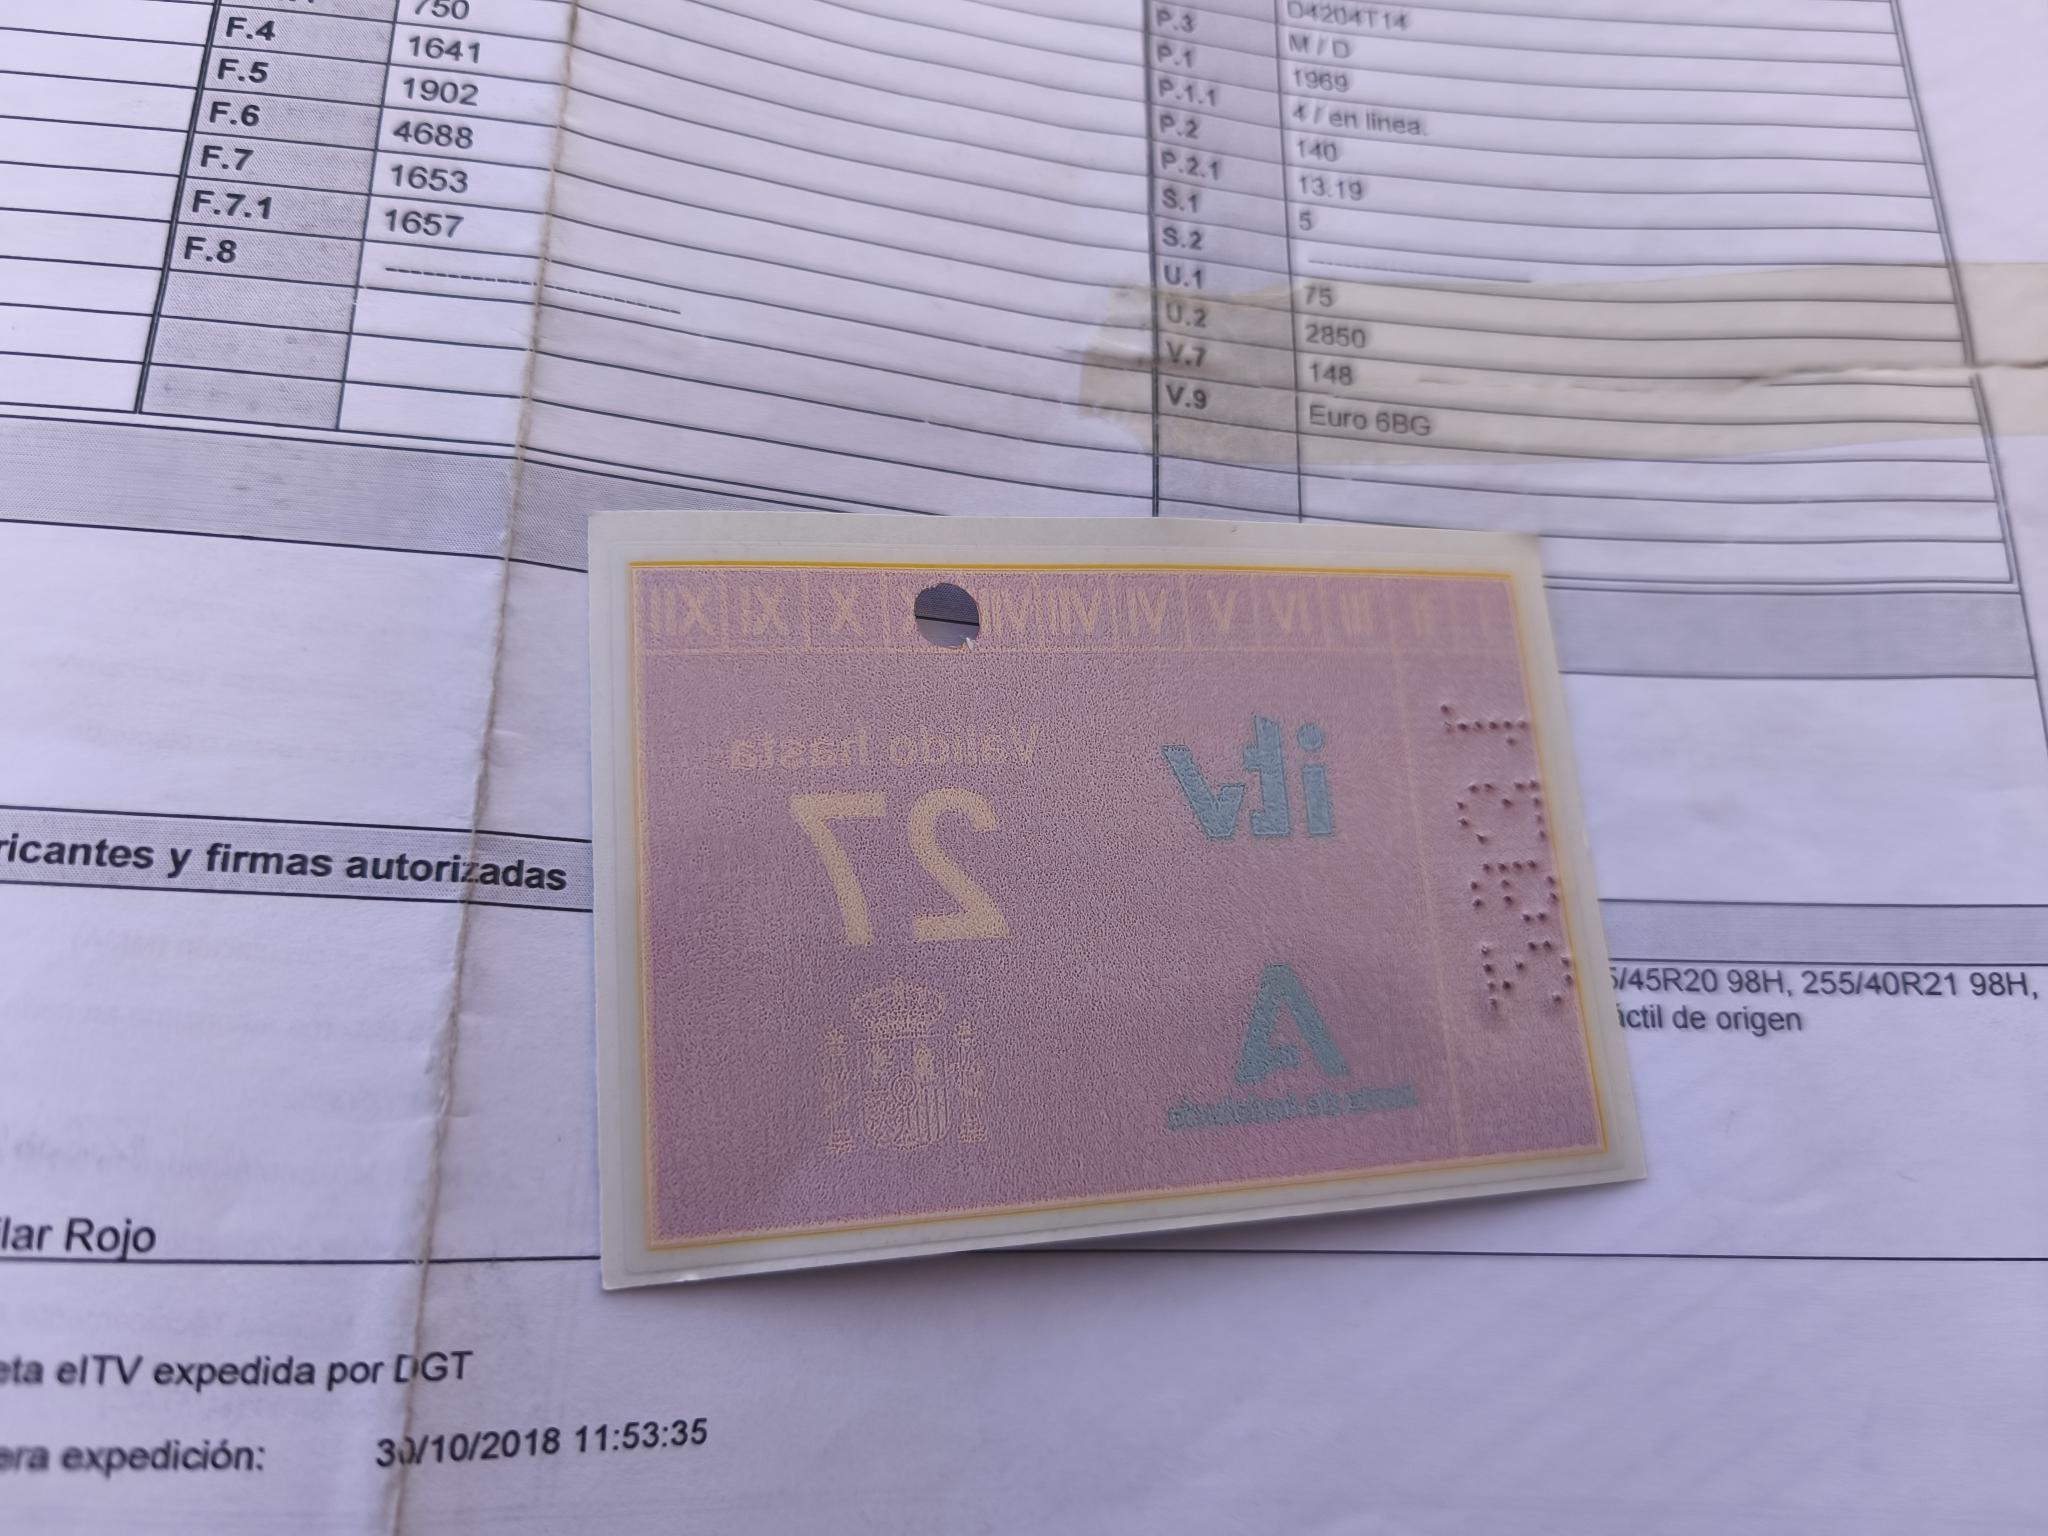 750
F.4 1641
F.5 1902
F.6 4688
F.7 1653
F.7.1 1657
F.8
P.3 D4204T14
P.1 M / D
P.1.1 1969
P.2 4 / en linea.
P.2.1 140
S.1 13.19
S.2 5
U.1
U.2 75
V.7 2850
V.9 148
Euro 6BG
XII XI X VIII VII VI V IV III II I
Valido hasta
27
itv
A
Junta de Andalucía
ricantes y firmas autorizadas
5/45R20 98H, 255/40R21 98H,
áctil de origen
lar Rojo
eta eITV expedida por DGT
era expedición: 30/10/2018 11:53:35